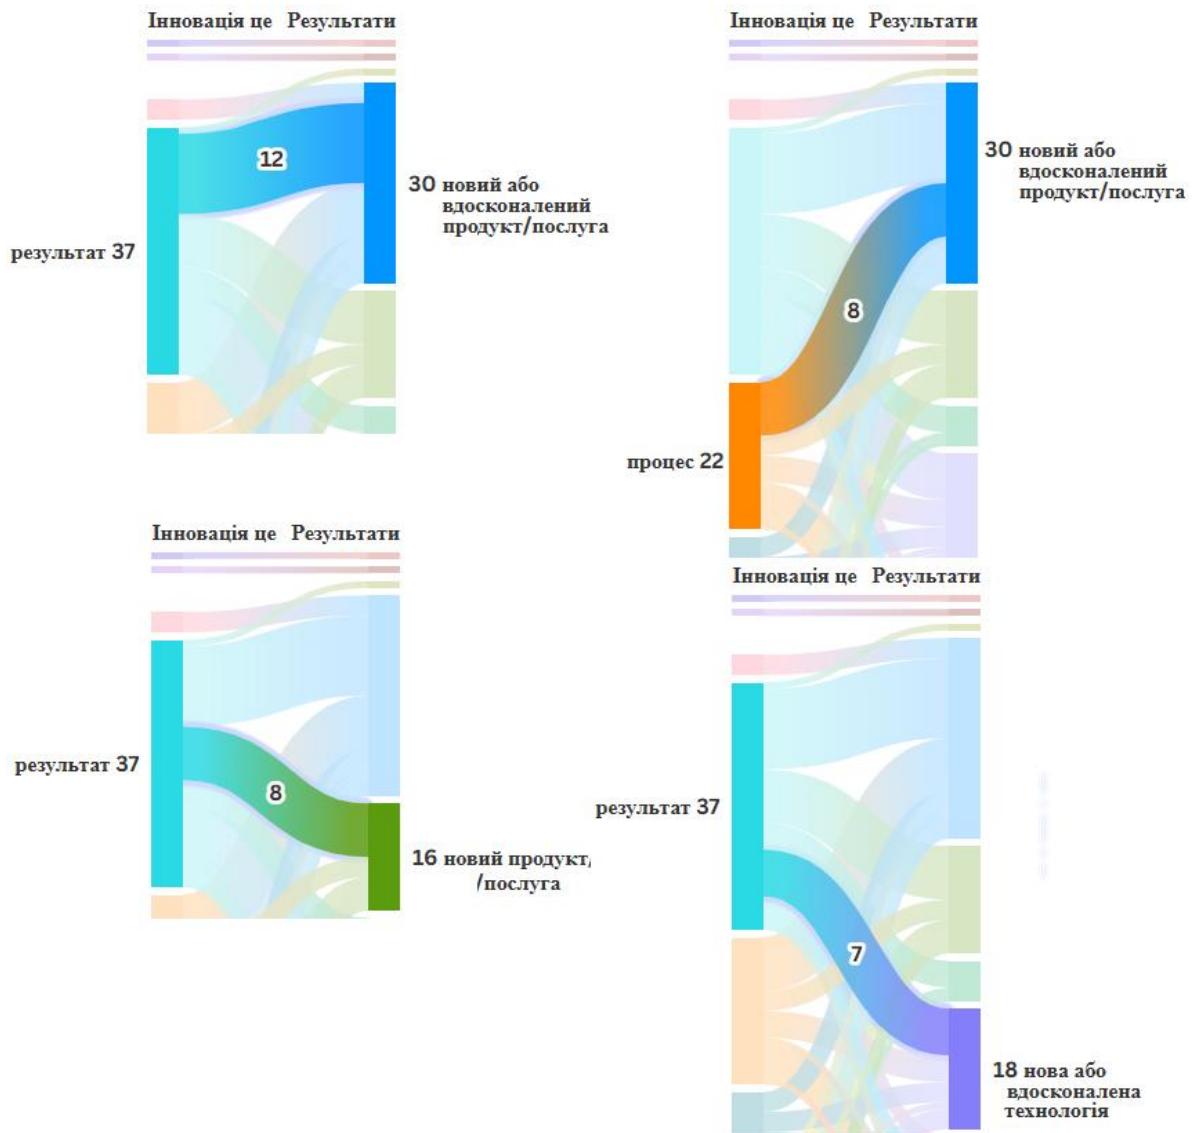 Інновація це Результати
12
30 новий або
вдосконалений
продукт/послуга
результат 37
Інновація це Результати
30 новий або
вдосконалений
продукт/послуга
8
процес 22
Інновація це Результати
результат 37
8
16 новий продукт/
/послуга
Інновація це Результати
результат 37
7
18 нова або
вдосконалена
технологія